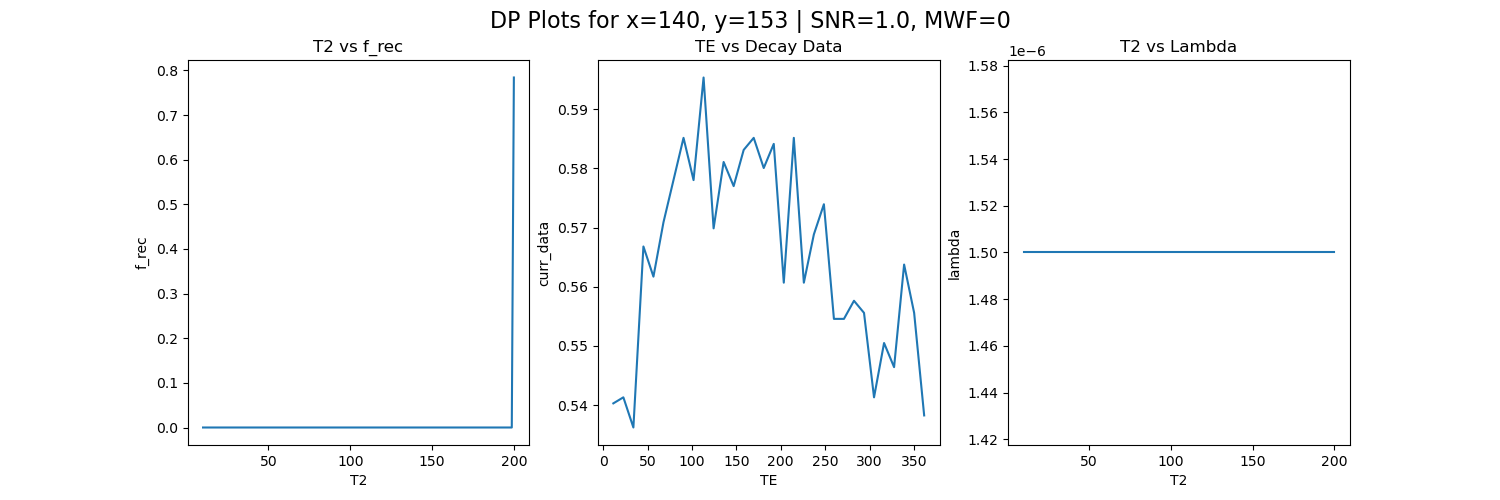 DP Plots for x=140, y=153 | SNR=1.0, MWF=0
T2 vs f_rec
0.8
0.7
0.6
0.5
0.4
0.3
0.2
0.1
0.0
f_rec
50 100 150 200
T2
TE vs Decay Data
0.59
0.58
0.57
0.56
0.55
0.54
curr_data
0 50 100 150 200 250 300 350
TE
T2 vs Lambda
1e−6
1.58
1.56
1.54
1.52
1.50
1.48
1.46
1.44
1.42
lambda
50 100 150 200
T2